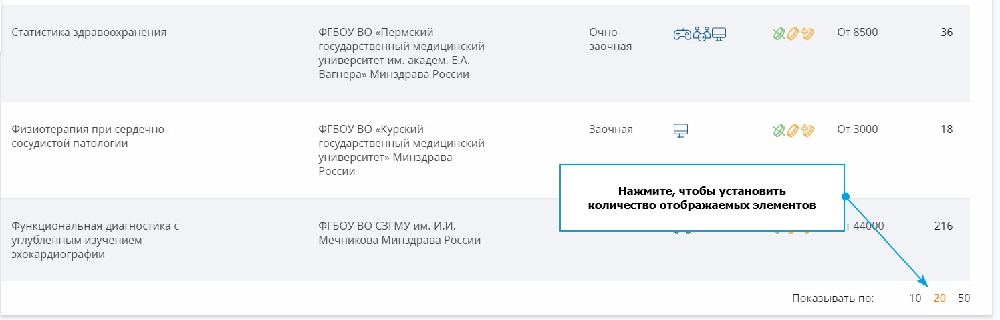 Статистика здравоохранения
ФГБОУ ВО «Пермский
государственный медицинский
университет им. академ. Е.А.
Вагнера» Минздрава России
Очно-
заочная
От 8500
36
Физиотерапия при сердечно-
сосудистой патологии
ФГБОУ ВО «Курский
государственный медицинский
университет» Минздрава
России
Заочная
От 3000
18
Нажмите, чтобы установить
количество отображаемых элементов
Функциональная диагностика с
углубленным изучением
эхокардиографии
ФГБОУ ВО СЗГМУ им. И.И.
Мечникова Минздрава России
т 44000
216
Показывать по: 10 20 50